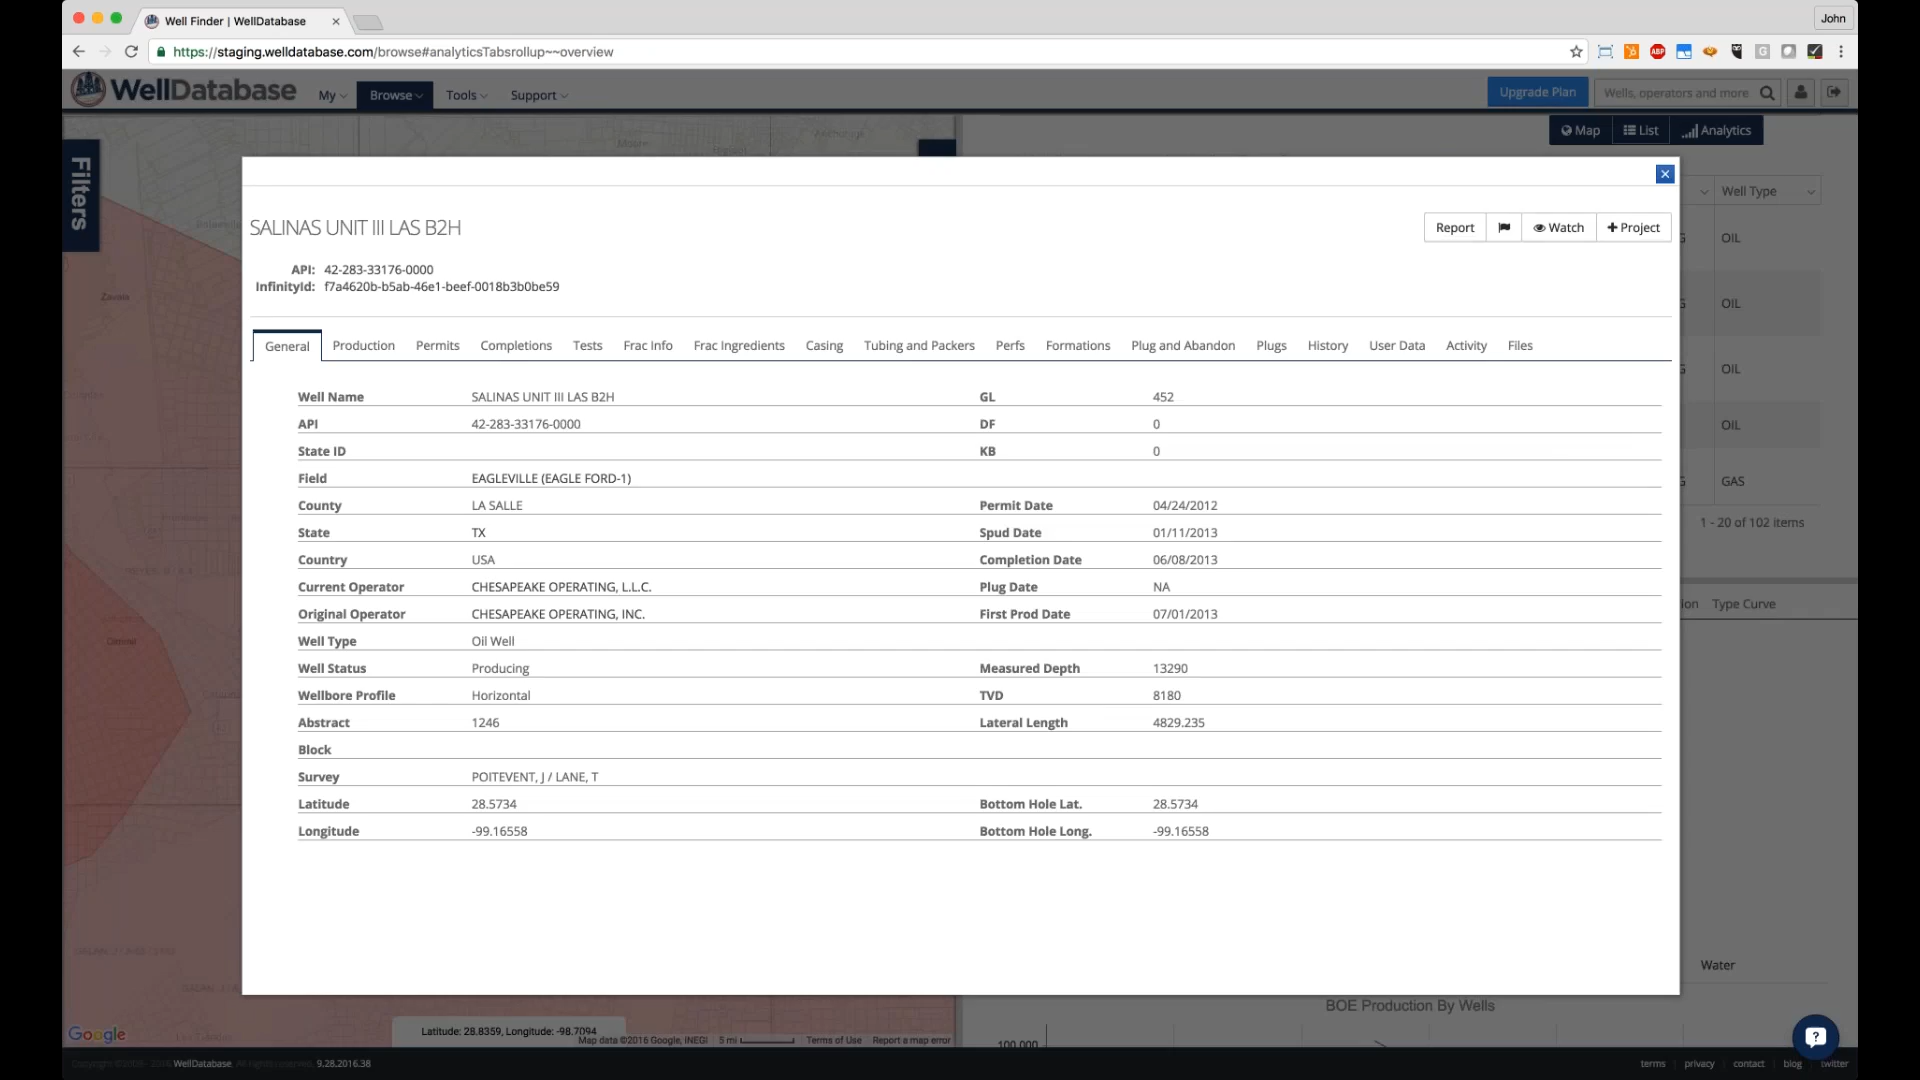 Well Finder | WellDatabase
John
https://staging.welldatabase.com/browse#analyticsTabsrollup~~overview
WellDatabase
My
Browse
Tools
Support
Upgrade Plan
Wells, operators and more
Map
List
Analytics
Filters
Well Type
SALINAS UNIT III LAS B2H
Report
Watch
Project
API: 42-283-33176-0000
InfinityId: f7a4620b-b5ab-46e1-beef-0018b3b0be59
General Production Permits Completions Tests Frac Info Frac Ingredients Casing Tubing and Packers Perfs Formations Plug and Abandon Plugs History User Data Activity Files
Well Name SALINAS UNIT III LAS B2H GL 452
API 42-283-33176-0000 DF 0
State ID KB 0
Field EAGLEVILLE (EAGLE FORD-1)
County LA SALLE Permit Date 04/24/2012
State TX Spud Date 01/11/2013
Country USA Completion Date 06/08/2013
Current Operator CHESAPEAKE OPERATING, L.L.C. Plug Date NA
Original Operator CHESAPEAKE OPERATING, INC. First Prod Date 07/01/2013
Well Type Oil Well
Well Status Producing Measured Depth 13290
Wellbore Profile Horizontal TVD 8180
Abstract 1246 Lateral Length 4829.235
Block
Survey POITEVENT, J / LANE, T
Latitude 28.5734 Bottom Hole Lat. 28.5734
Longitude -99.16558 Bottom Hole Long. -99.16558
OIL
OIL
OIL
OIL
GAS
1 - 20 of 102 items
Type Curve
Water
BOE Production By Wells
100,000
Zavala
Google
Latitude: 28.8359, Longitude: -98.7094
Map data ©2016 Google, INEGI 5 mi Terms of Use Report a map error
WellDatabase 9.28.2016.38
terms privacy contact blog twitter